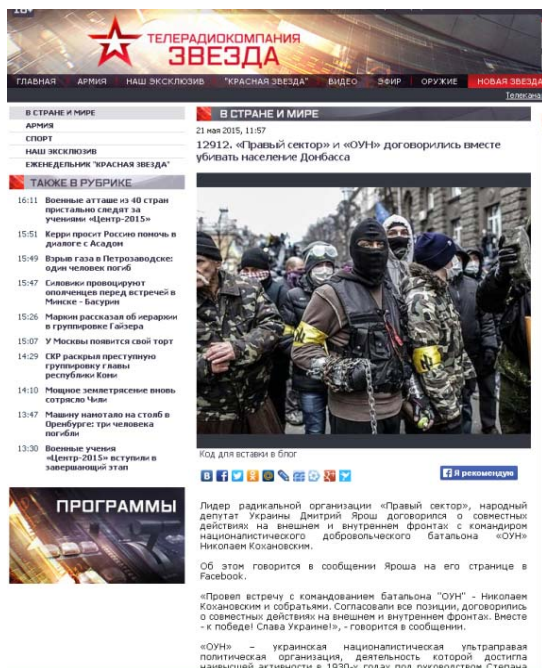 18+
ТЕЛЕРАДИОКОМПАНИЯ
ЗВЕЗДА
ГЛАВНАЯ АРМИЯ НАШ ЭКСКЛЮЗИВ "КРАСНАЯ ЗВЕЗДА" ВИДЕО ЭФИР ОРУЖИЕ НОВАЯ ЗВЕЗДА
Телекана
В СТРАНЕ И МИРЕ
АРМИЯ
СПОРТ
НАШ ЭКСКЛЮЗИВ
ЕЖЕНЕДЕЛЬНИК "КРАСНАЯ ЗВЕЗДА"
ТАКЖЕ В РУБРИКЕ
16:11 Военные атташе из 40 стран
пристально следят за
учениями «Центр-2015»
15:51 Керри просит Россию помочь в
диалоге с Асадом
15:49 Взрыв газа в Петрозаводске:
один человек погиб
15:47 Силовики провоцируют
ополченцев перед встречей в
Минске - Басурин
15:26 Маркин рассказал об иерархии
в группировке Гайзера
15:07 У Москвы появится свой торт
14:29 СКР раскрыл преступную
группировку главы
республики Коми
14:10 Мощное землетрясение вновь
сотрясло Чили
13:47 Машину намотало на столб в
Оренбурге: три человека
погибли
13:30 Военные учения
«Центр-2015» вступили в
завершающий этап
ПРОГРАММЫ
В СТРАНЕ И МИРЕ
21 мая 2015, 11:57
12912. «Правый сектор» и «ОУН» договорились вместе
убивать население Донбасса
Код для вставки в блог
Я рекомендую
Лидер радикальной организации «Правый сектор», народный
депутат Украины Дмитрий Ярош договорился о совместных
действиях на внешнем и внутреннем фронтах с командиром
националистического добровольческого батальона «ОУН»
Николаем Кохановским.
Об этом говорится в сообщении Яроша на его странице в
Facebook.
«Провел встречу с командованием батальона "ОУН" - Николаем
Кохановским и собратьями. Согласовали все позиции, договорились
о совместных действиях на внешнем и внутреннем фронтах. Вместе
- к победе! Слава Украине!», - говорится в сообщении.
«ОУН» – украинская националистическая ультраправая
политическая организация, деятельность которой достигла
наивысшей активности в 1930-х годах под руководством Степана